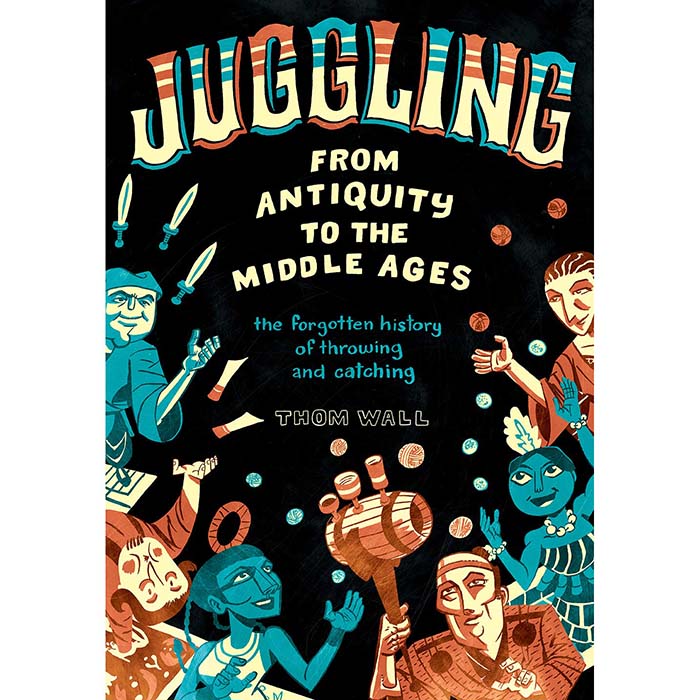 JUGGLING
FROM
ANTIQUITY
TO THE
MIDDLE AGES
the forgotten history
of throwing
and catching
THOM WALL